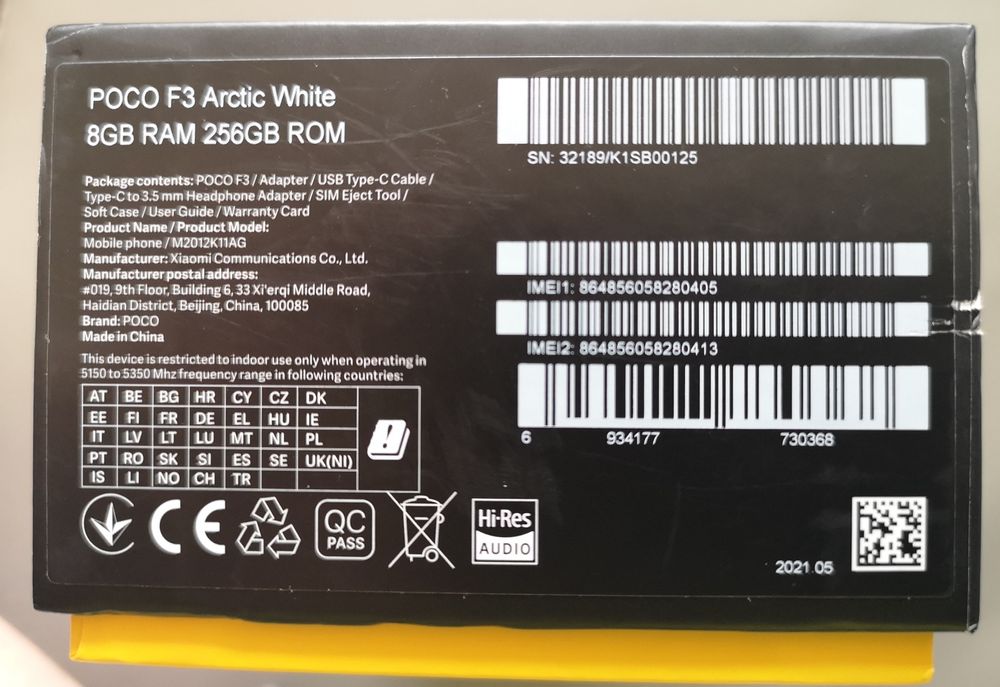 POCO F3 Arctic White
8GB RAM 256GB ROM
Package contents: POCO F3 / Adapter / USB Type-C Cable /
Type-C to 3.5 mm Headphone Adapter / SIM Eject Tool /
Soft Case / User Guide / Warranty Card
Product Name / Product Model:
Mobile phone / M2012K11AG
Manufacturer: Xiaomi Communications Co., Ltd.
Manufacturer postal address:
#019, 9th Floor, Building 6, 33 Xi'erqi Middle Road,
Haidian District, Beijing, China, 100085
Brand: POCO
Made in China
This device is restricted to indoor use only when operating in
5150 to 5350 Mhz frequency range in following countries:
AT BE BG HR CY CZ DK
EE FI FR DE EL HU IE
IT LV LT LU MT NL PL
PT RO SK SI ES SE UK(NI)
IS LI NO CH TR
CE
QC
PASS
Hi-Res
AUDIO
SN: 32189/K1SB00125
IMEI1: 864856058280405
IMEI2: 864856058280413
6 934177 730368
2021.05